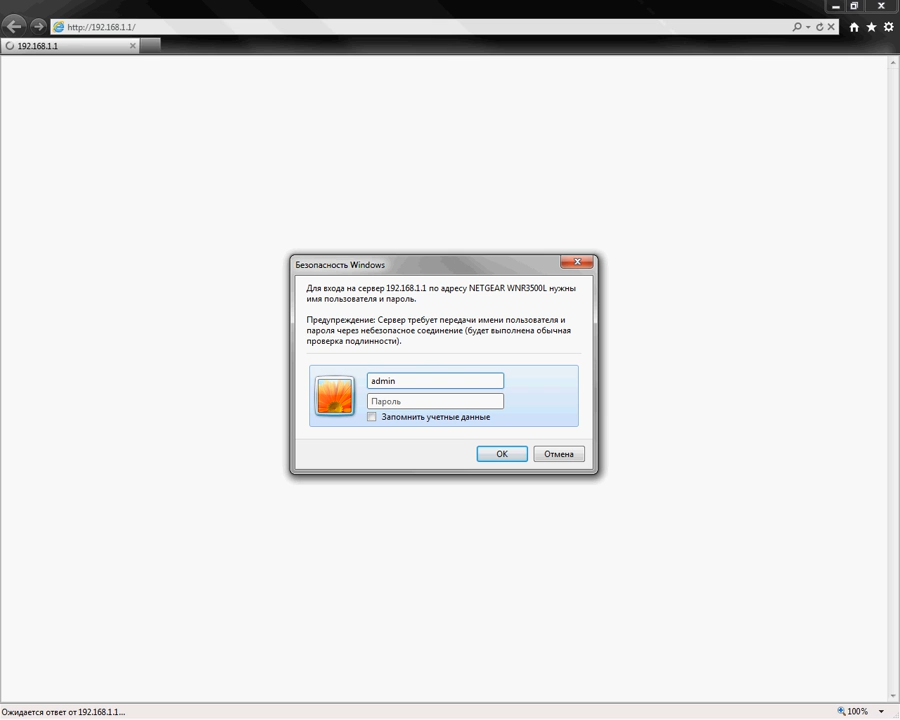 http://192.168.1.1/
192.168.1.1
Безопасность Windows
Для входа на сервер 192.168.1.1 по адресу NETGEAR WNR3500L нужны
имя пользователя и пароль.
Предупреждение: Сервер требует передачи имени пользователя и
пароля через небезопасное соединение (будет выполнена обычная
проверка подлинности).
admin
Пароль
Запомнить учетные данные
ОК
Отмена
Ожидается ответ от 192.168.1.1...
100%